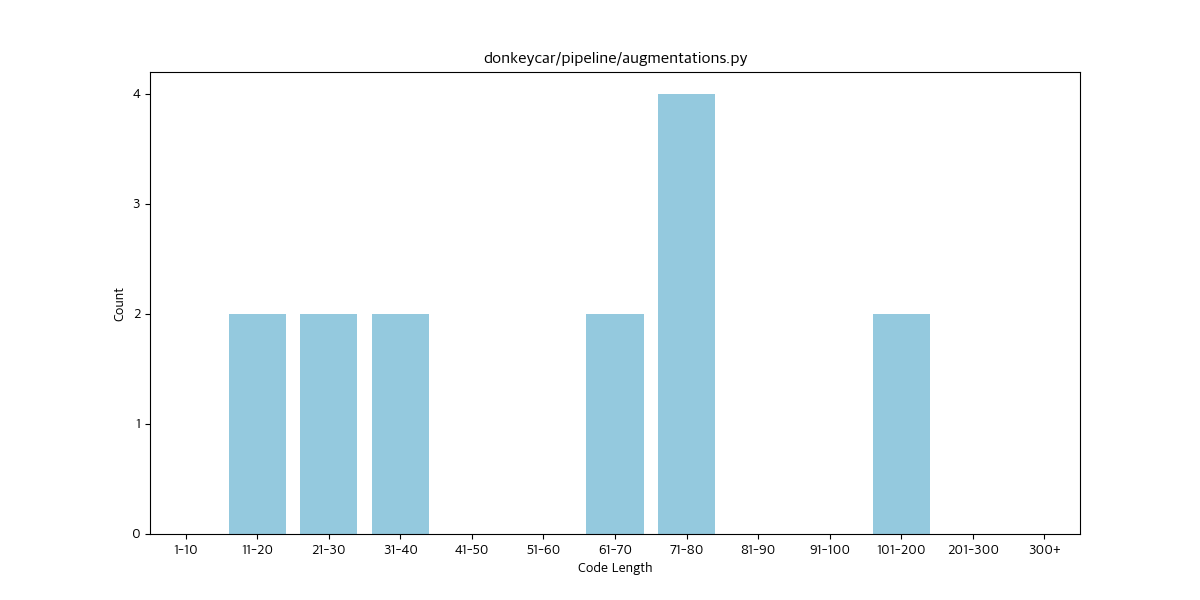 donkeycar/pipeline/augmentations.py
Count
4
3
2
1
0
1-10 11-20 21-30 31-40 41-50 51-60 61-70 71-80 81-90 91-100 101-200 201-300 300+
Code Length